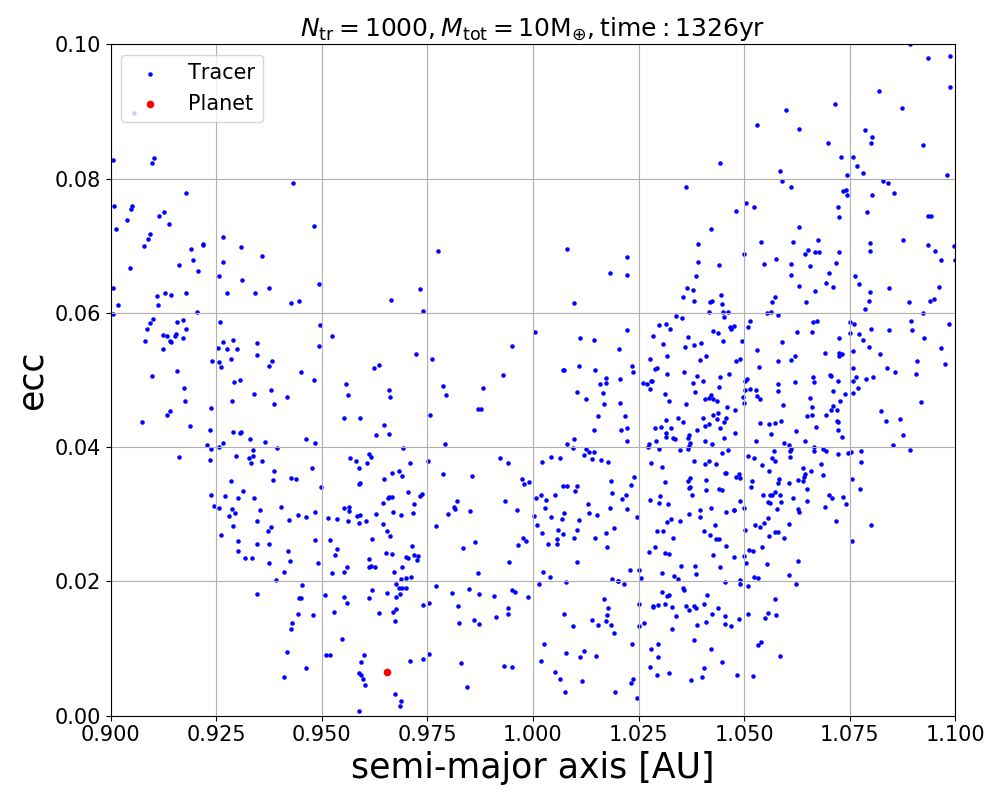 N_tr = 1000, M_tot = 10M_⊕, time : 1326yr
Tracer
Planet
0.10
0.08
0.06
0.04
0.02
0.00
ecc
0.900 0.925 0.950 0.975 1.000 1.025 1.050 1.075 1.100
semi-major axis [AU]